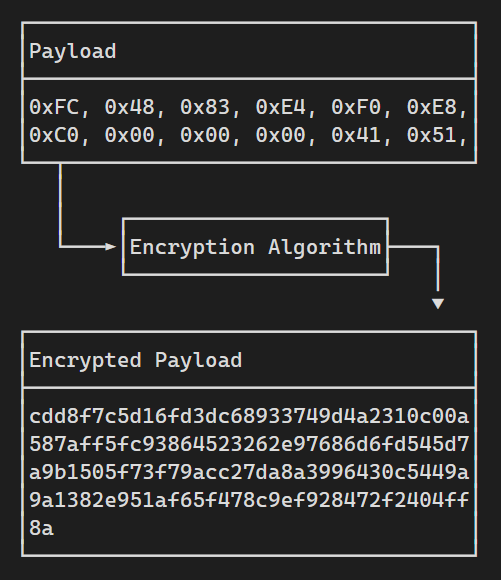 Payload
0xFC, 0x48, 0x83, 0xE4, 0xF0, 0xE8,
0xC0, 0x00, 0x00, 0x00, 0x41, 0x51,
Encryption Algorithm
Encrypted Payload
cdd8f7c5d16fd3dc68933749d4a2310c00a
587aff5fc93864523262e97686d6fd545d7
a9b1505f73f79acc27da8a3996430c5449a
9a1382e951af65f478c9ef928472f2404ff
8a